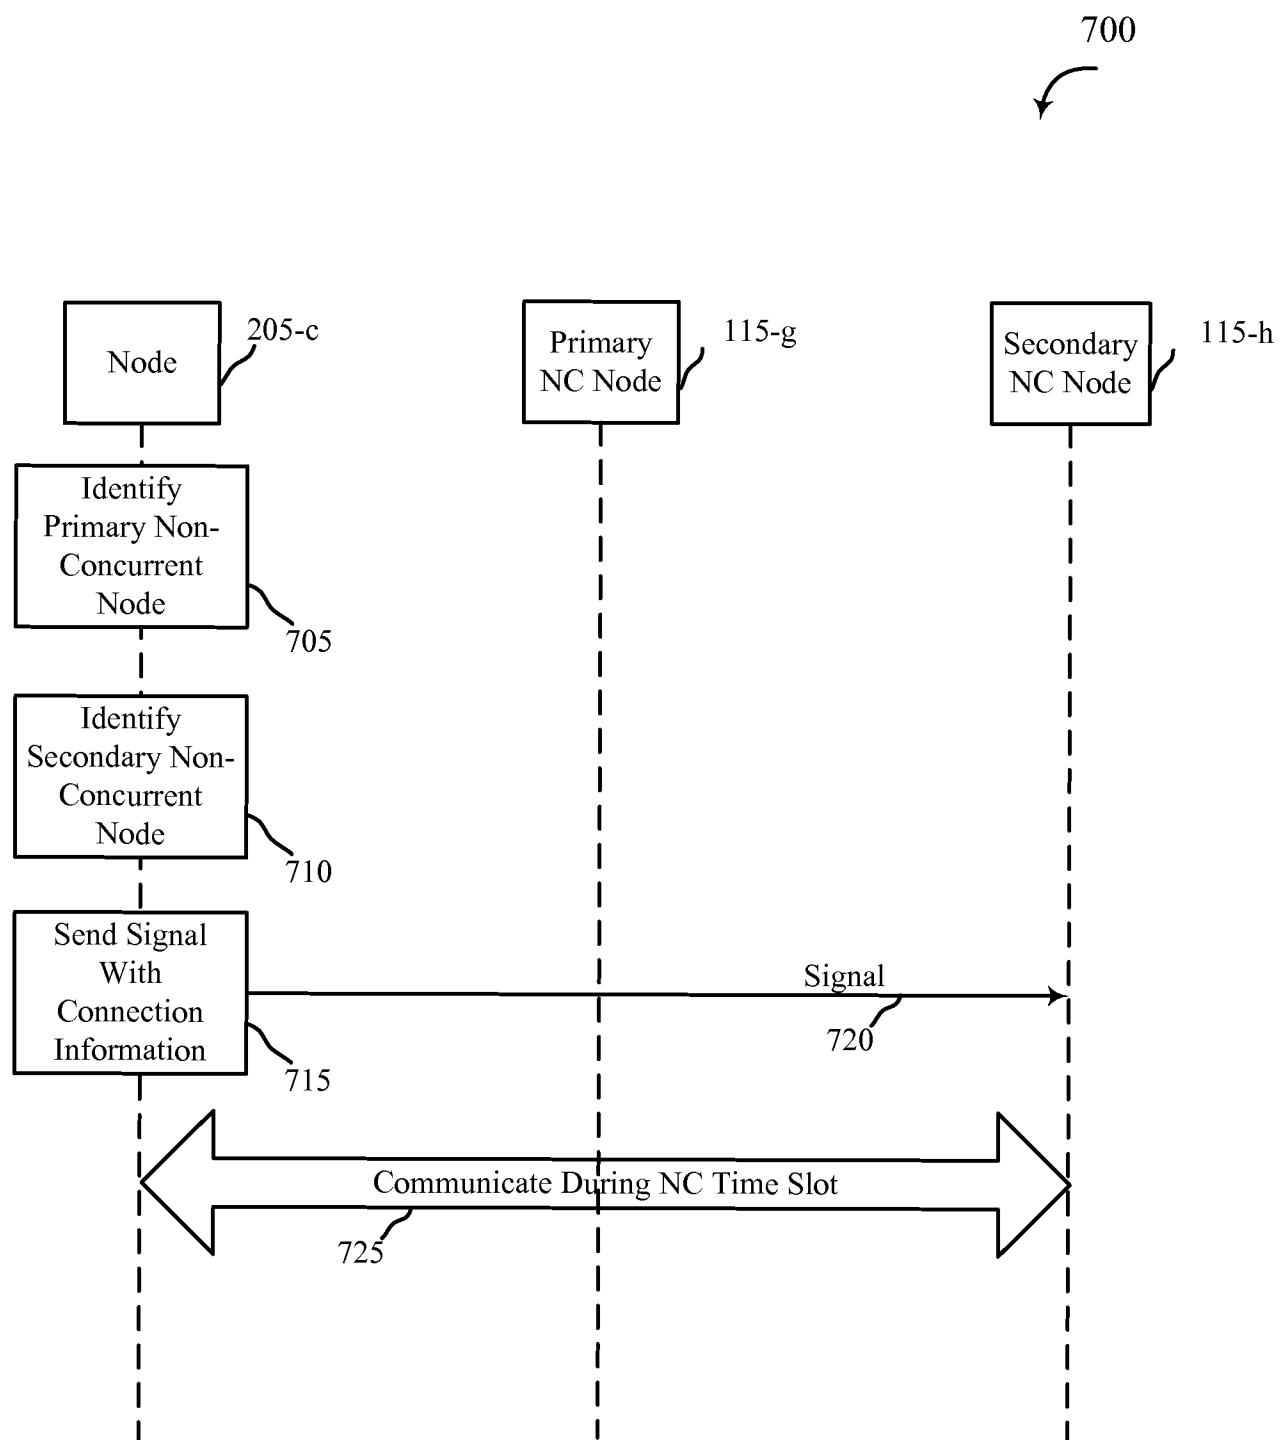 700
Node
205-c
Primary
NC Node
115-g
Secondary
NC Node
115-h
Identify
Primary Non-
Concurrent
Node
705
Identify
Secondary Non-
Concurrent
Node
710
Send Signal
With
Connection
Information
715
Signal
720
Communicate During NC Time Slot
725